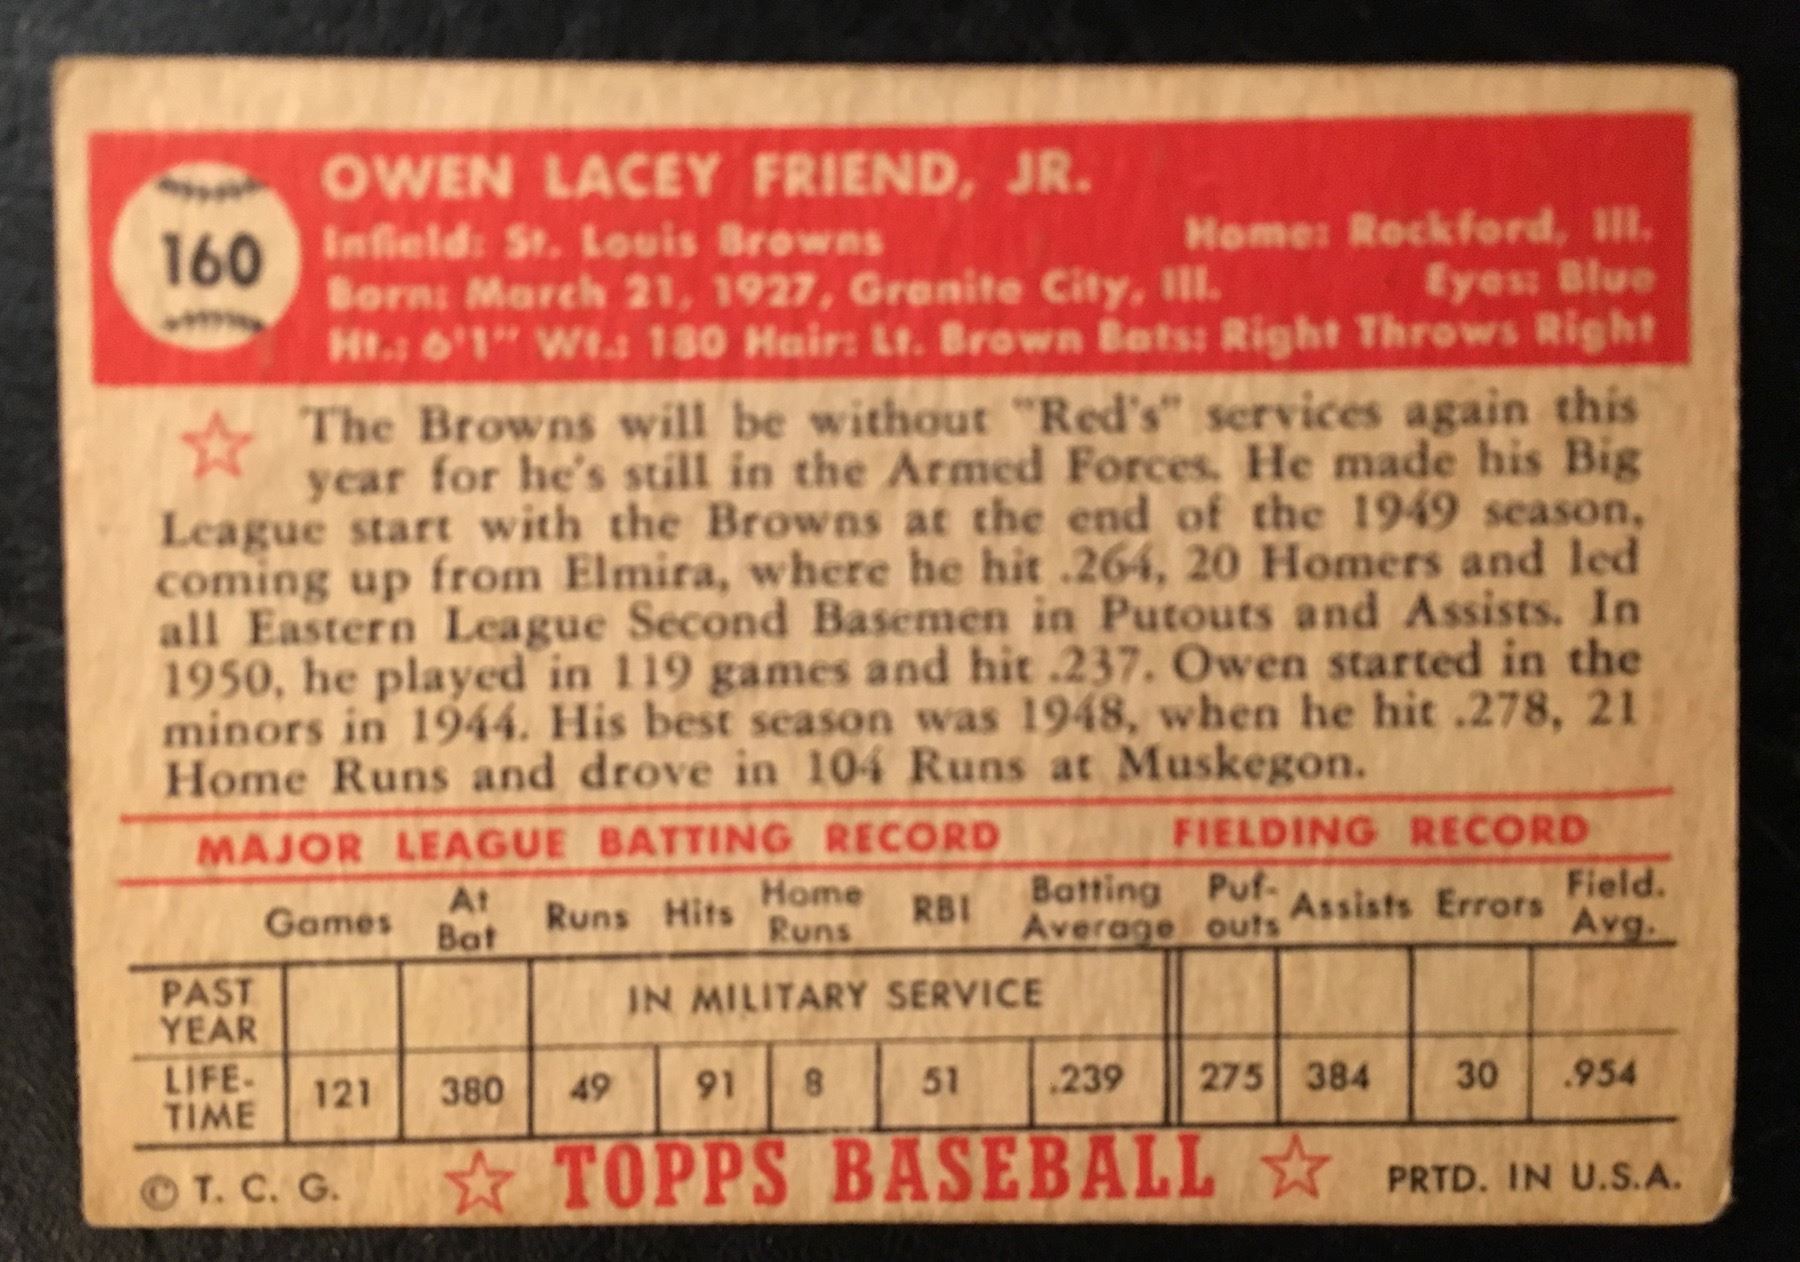 160
OWEN LACEY FRIEND, JR.
Infield: St. Louis Browns Home: Rockford, Ill.
Born: March 21, 1927, Granite City, Ill. Eyes: Blue
Ht.: 6'1" Wt.: 180 Hair: Lt. Brown Bats: Right Throws Right
The Browns will be without "Red's" services again this
year for he's still in the Armed Forces. He made his Big
League start with the Browns at the end of the 1949 season,
coming up from Elmira, where he hit .264, 20 Homers and led
all Eastern League Second Basemen in Putouts and Assists. In
1950, he played in 119 games and hit .237. Owen started in the
minors in 1944. His best season was 1948, when he hit .278, 21
Home Runs and drove in 104 Runs at Muskegon.
MAJOR LEAGUE BATTING RECORD FIELDING RECORD
Games At Bat Runs Hits Home Runs RBI Batting Average Put-outs Assists Errors Field. Avg.
PAST YEAR IN MILITARY SERVICE
LIFE-TIME 121 380 49 91 8 51 .239 275 384 30 .954
© T. C. G. TOPPS BASEBALL PRTD. IN U.S.A.